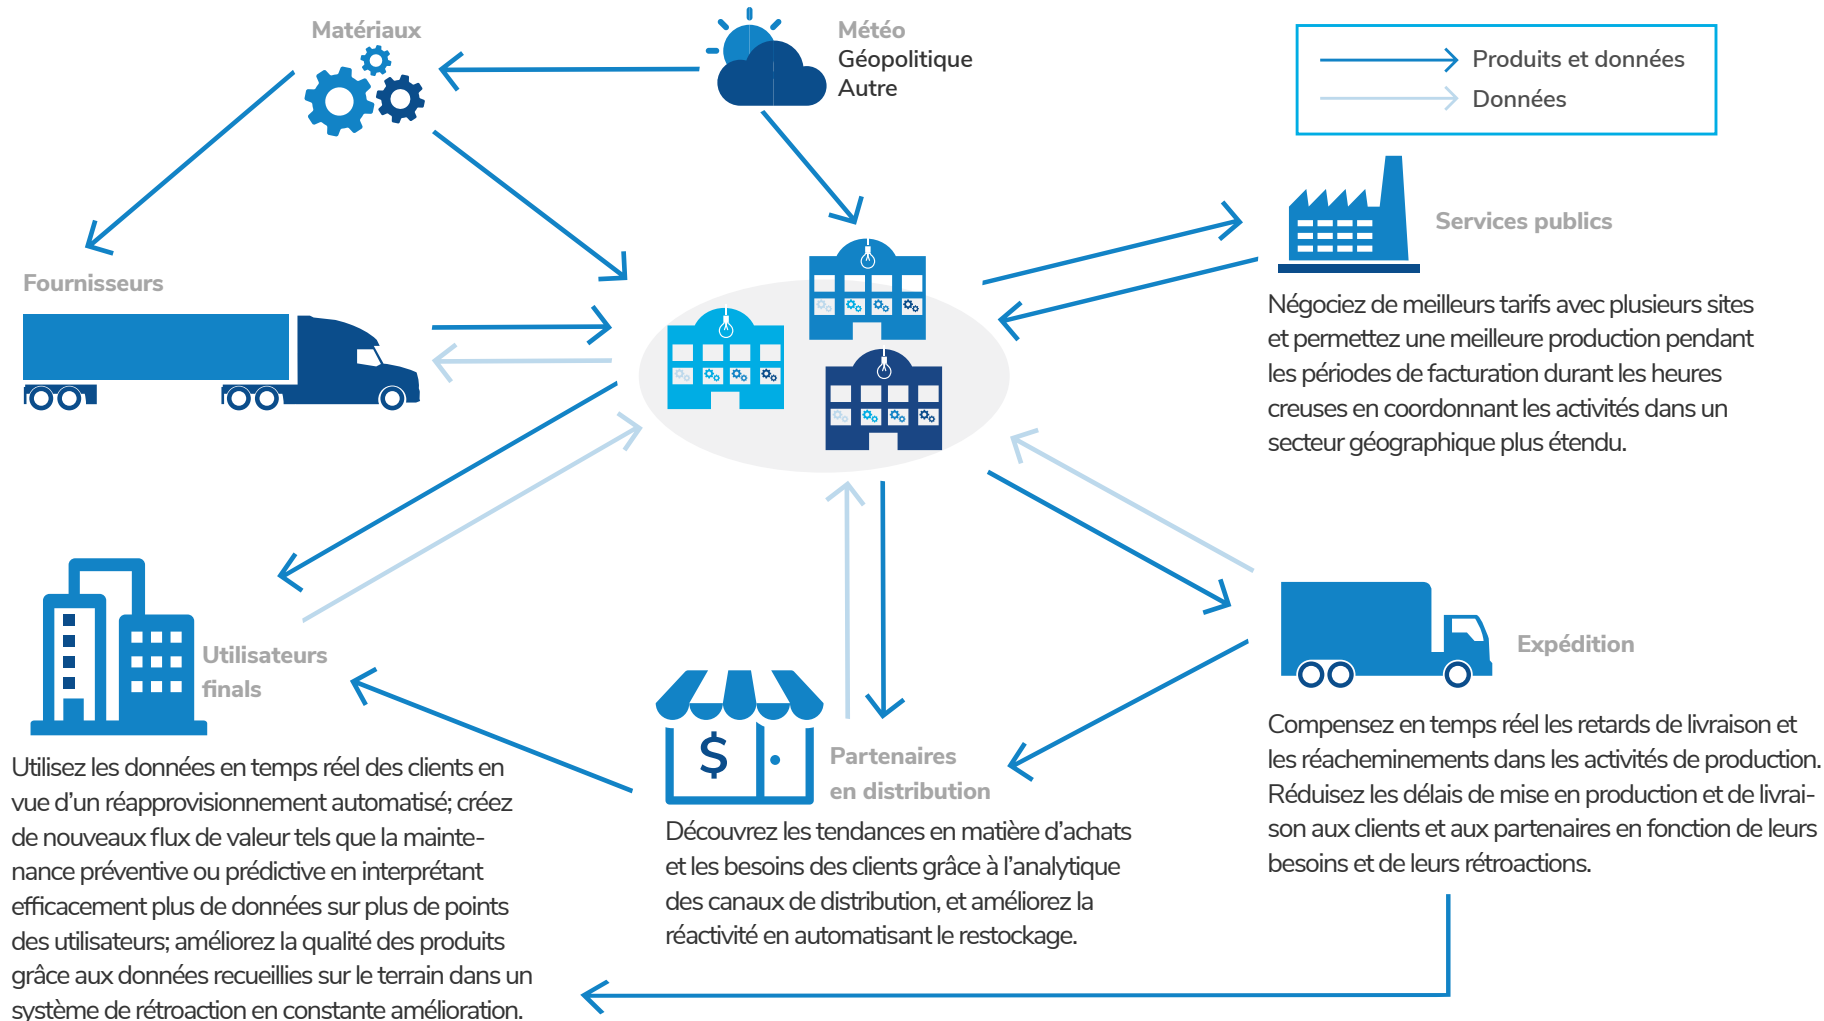 Matériaux
Météo
Géopolitique
Autre
Produits et données
Données
Services publics
Négociez de meilleurs tarifs avec plusieurs sites
et permettez une meilleure production pendant
les périodes de facturation durant les heures
creuses en coordonnant les activités dans un
secteur géographique plus étendu.
Fournisseurs
Utilisateurs
finals
Utilisez les données en temps réel des clients en
vue d’un réapprovisionnement automatisé; créez
de nouveaux flux de valeur tels que la mainte-
nance préventive ou prédictive en interprétant
efficacement plus de données sur plus de points
des utilisateurs; améliorez la qualité des produits
grâce aux données recueillies sur le terrain dans un
système de rétroaction en constante amélioration.
$
Partenaires
en distribution
Découvrez les tendances en matière d’achats
et les besoins des clients grâce à l’analytique
des canaux de distribution, et améliorez la
réactivité en automatisant le restockage.
Expédition
Compensez en temps réel les retards de livraison et
les réacheminements dans les activités de production.
Réduisez les délais de mise en production et de livrai-
son aux clients et aux partenaires en fonction de leurs
besoins et de leurs rétroactions.